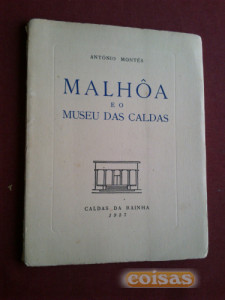 ANTONIO MONTÊS
MALHÔA
E O
MUSEU DAS CALDAS
CALDAS DA RAINHA
coisas